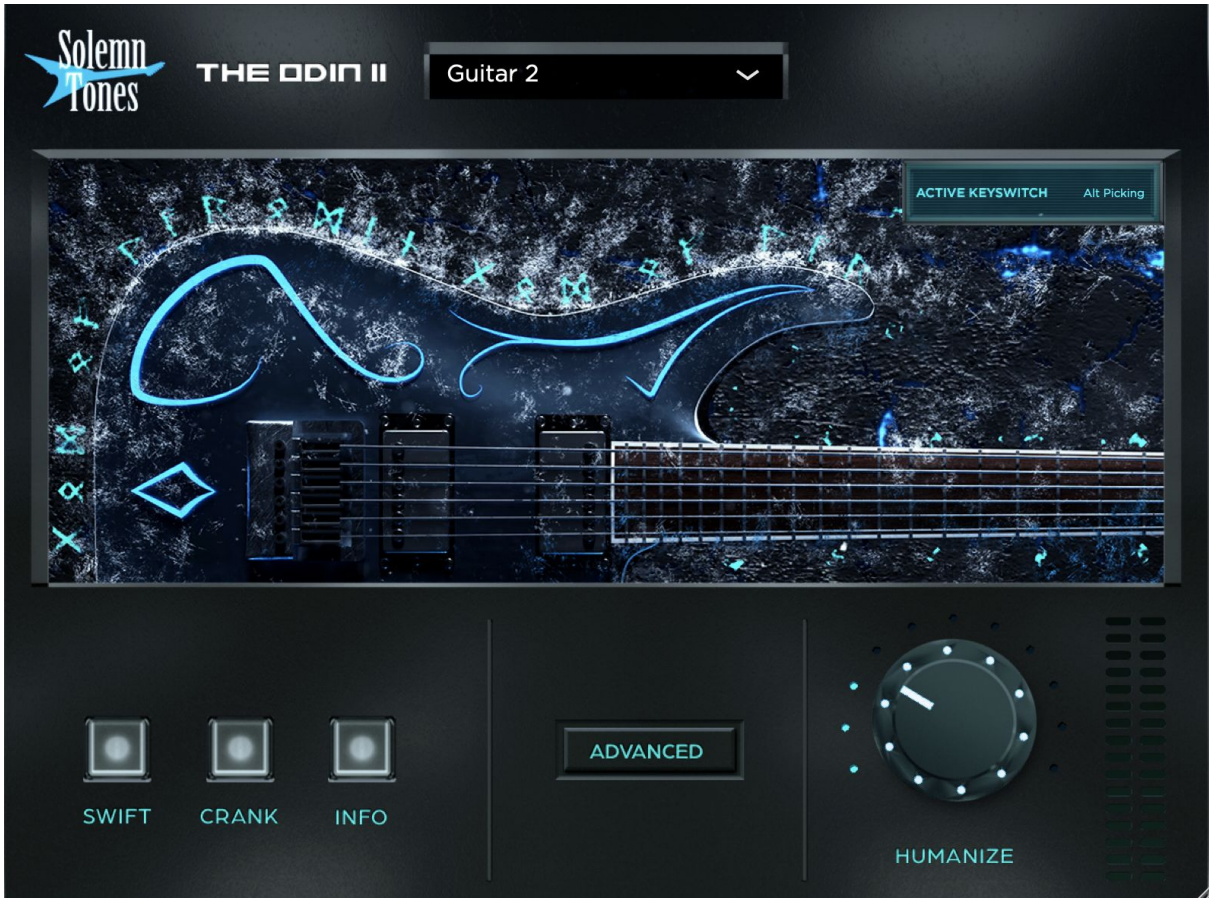 Solemn
Tones
THE ODIN II
Guitar 2
ACTIVE KEYSWITCH Alt Picking
SWIFT
CRANK
INFO
ADVANCED
HUMANIZE